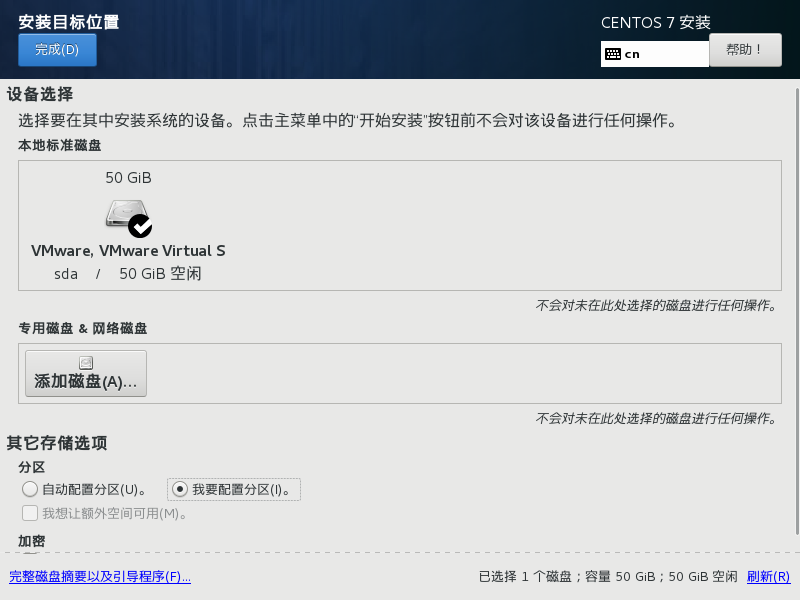 安装目标位置
CENTOS 7 安装
完成(D)
cn
帮助！
设备选择
选择要在其中安装系统的设备。点击主菜单中的“开始安装”按钮前不会对该设备进行任何操作。
本地标准磁盘
50 GiB
VMware, VMware Virtual S
sda / 50 GiB 空闲
不会对未在此处选择的磁盘进行任何操作。
专用磁盘 & 网络磁盘
添加磁盘(A)...
不会对未在此处选择的磁盘进行任何操作。
其它存储选项
分区
自动配置分区(U)。 我要配置分区(I)。
我想让额外空间可用(M)。
加密
完整磁盘摘要以及引导程序(F)... 已选择 1 个磁盘；容量 50 GiB；50 GiB 空闲 刷新(R)